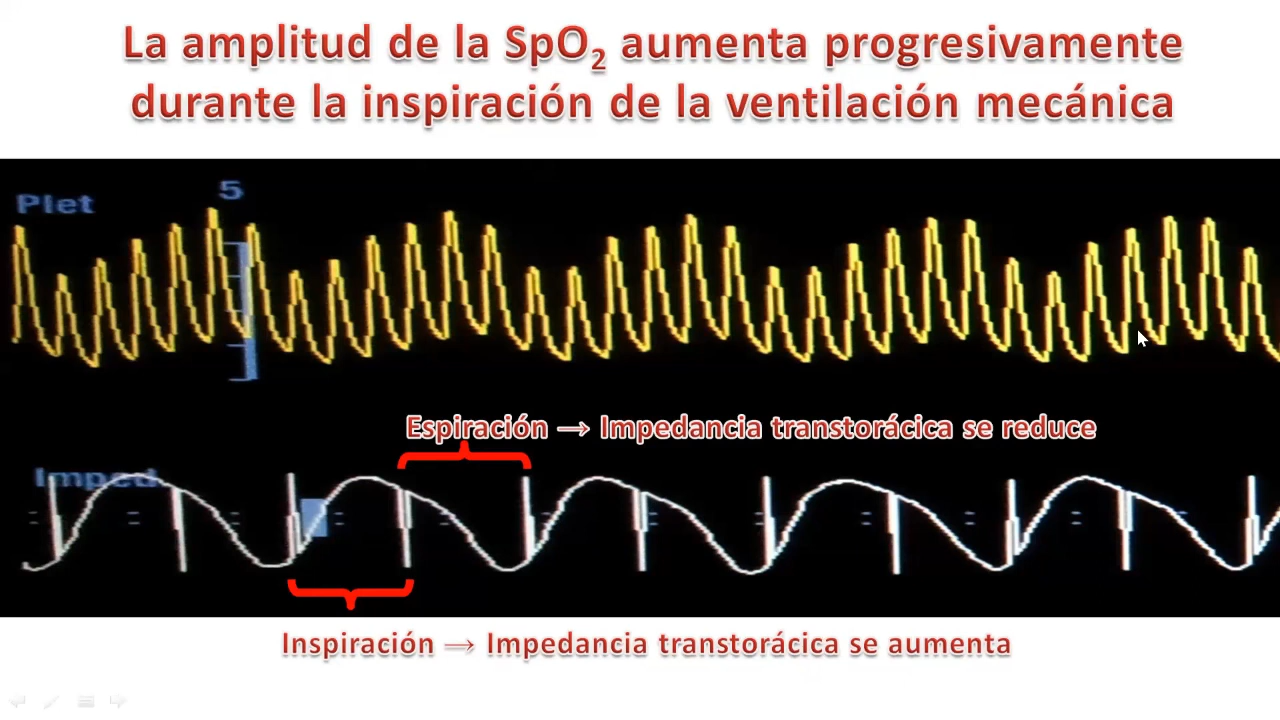 La amplitud de la SpO₂ aumenta progresivamente
durante la inspiración de la ventilación mecánica
5
Plet
Espiración → Impedancia transtorácica se reduce
Imped
Inspiración → Impedancia transtorácica se aumenta